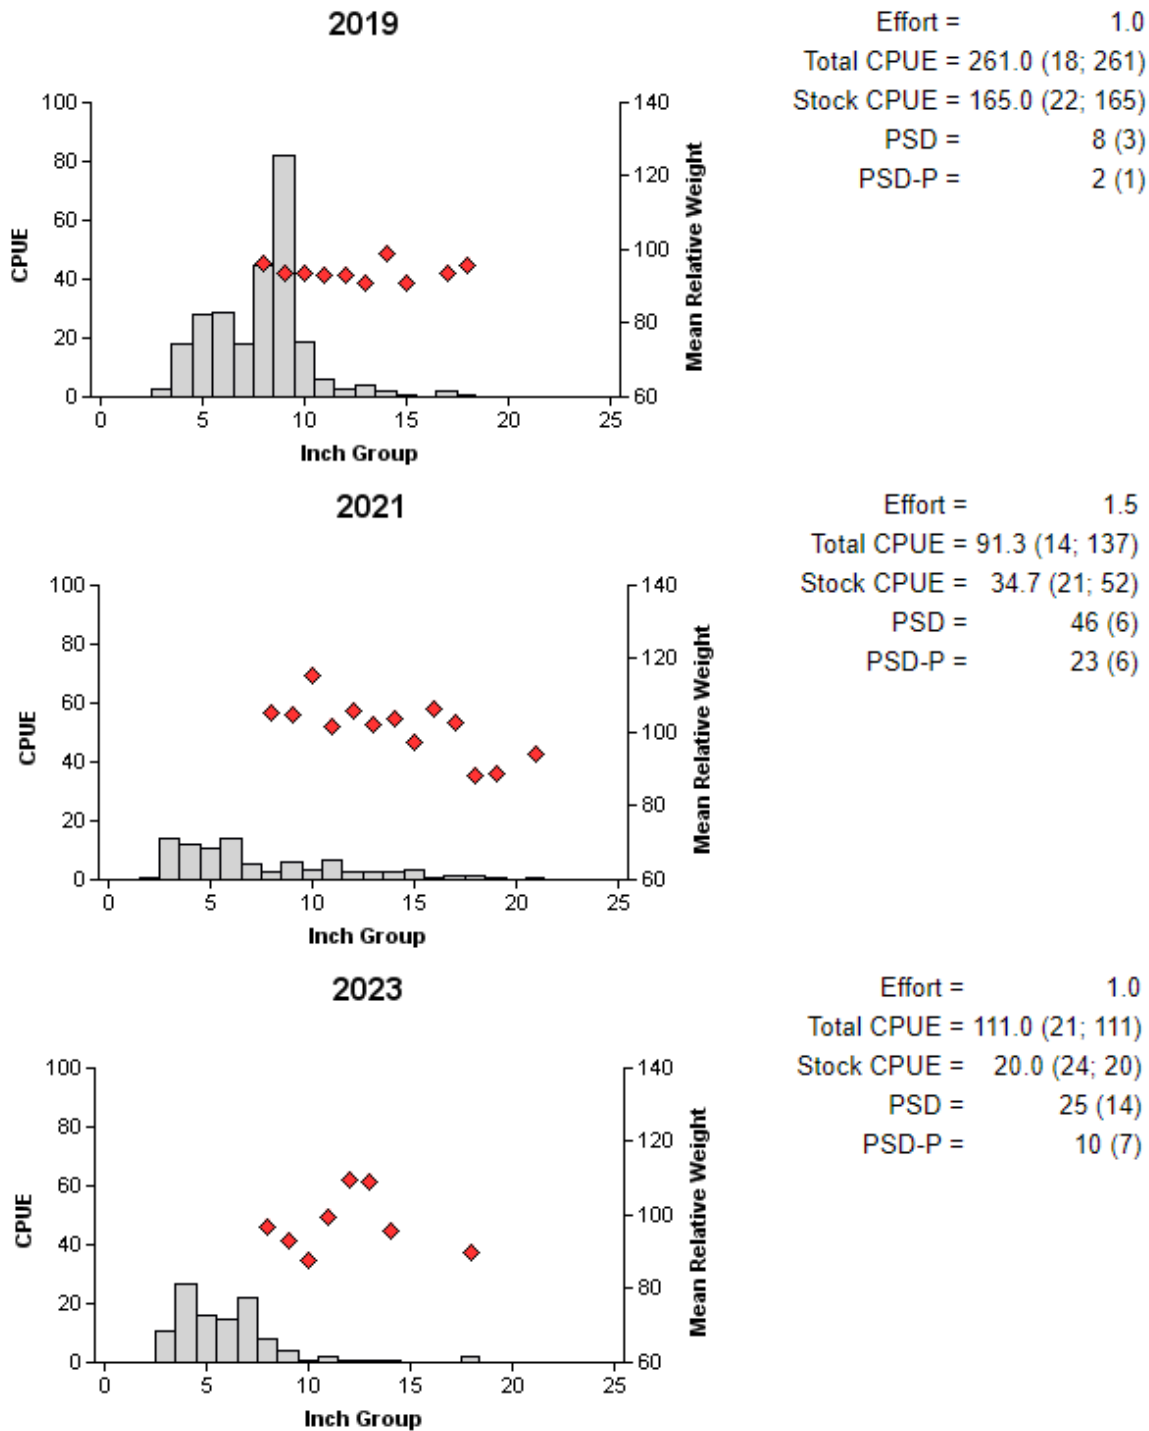 2019
Effort = 1.0
Total CPUE = 261.0 (18; 261)
Stock CPUE = 165.0 (22; 165)
PSD = 8 (3)
PSD-P = 2 (1)
100
80
60
40
20
0
CPUE
140
120
100
80
60
Mean Relative Weight
0 5 10 15 20 25
Inch Group
2021
Effort = 1.5
Total CPUE = 91.3 (14; 137)
Stock CPUE = 34.7 (21; 52)
PSD = 46 (6)
PSD-P = 23 (6)
100
80
60
40
20
0
CPUE
140
120
100
80
60
Mean Relative Weight
0 5 10 15 20 25
Inch Group
2023
Effort = 1.0
Total CPUE = 111.0 (21; 111)
Stock CPUE = 20.0 (24; 20)
PSD = 25 (14)
PSD-P = 10 (7)
100
80
60
40
20
0
CPUE
140
120
100
80
60
Mean Relative Weight
0 5 10 15 20 25
Inch Group